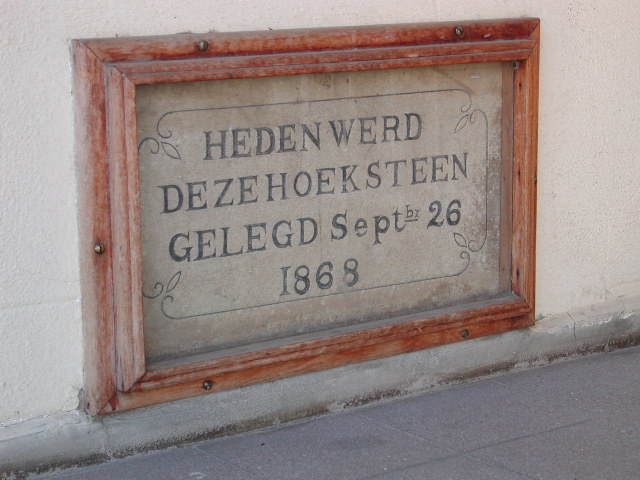 HEDEN WERD
DEZE HOEKSTEEN
GELEGD Septbr 26
1868